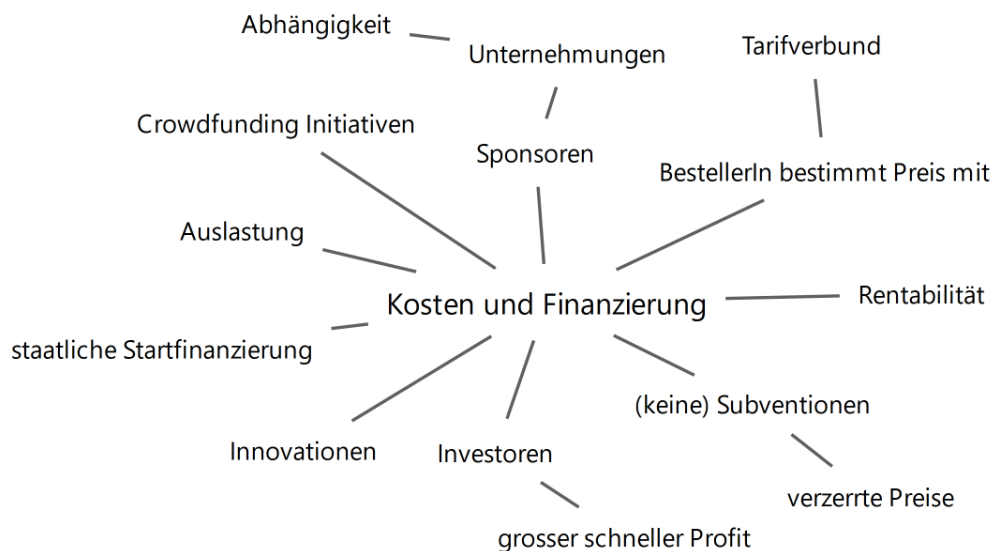 Abhängigkeit
Unternehmungen
Tarifverbund
Crowdfunding Initiativen
Sponsoren
BestellerIn bestimmt Preis mit
Auslastung
Kosten und Finanzierung
Rentabilität
staatliche Startfinanzierung
(keine) Subventionen
Innovationen
Investoren
verzerrte Preise
grosser schneller Profit